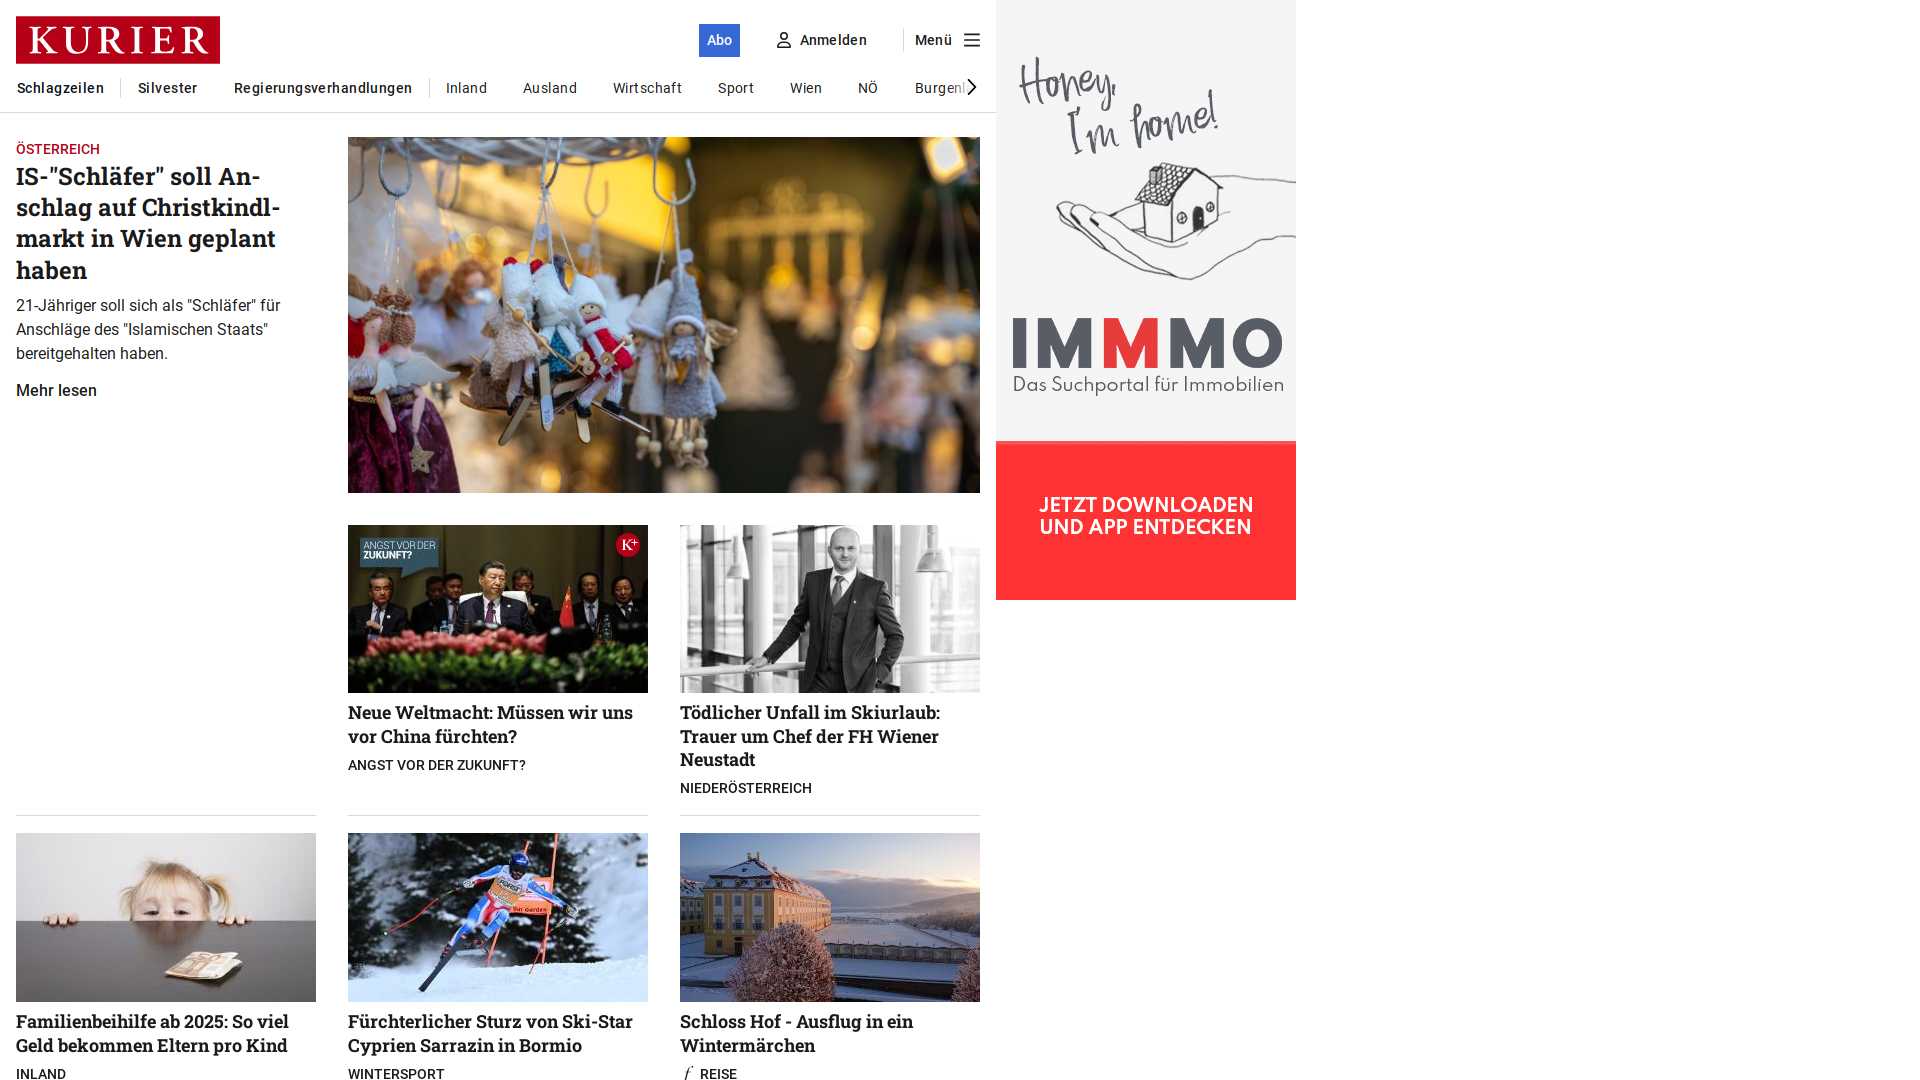 KURIER
Abo
Anmelden
Menü
Schlagzeilen
Silvester
Regierungsverhandlungen
Inland
Ausland
Wirtschaft
Sport
Wien
NÖ
Burgenl
ÖSTERREICH
IS-"Schläfer" soll An-
schlag auf Christkindl-
markt in Wien geplant
haben
21-Jähriger soll sich als "Schläfer" für
Anschläge des "Islamischen Staats"
bereitgehalten haben.
Mehr lesen
ANGST VOR DER
ZUKUNFT?
K+
Neue Weltmacht: Müssen wir uns
vor China fürchten?
ANGST VOR DER ZUKUNFT?
Tödlicher Unfall im Skiurlaub:
Trauer um Chef der FH Wiener
Neustadt
NIEDERÖSTERREICH
Familienbeihilfe ab 2025: So viel
Geld bekommen Eltern pro Kind
INLAND
Fürchterlicher Sturz von Ski-Star
Cyprien Sarrazin in Bormio
WINTERSPORT
Schloss Hof - Ausflug in ein
Wintermärchen
f REISE
Honey,
I'm home!
IMMMO
Das Suchportal für Immobilien
JETZT DOWNLOADEN
UND APP ENTDECKEN